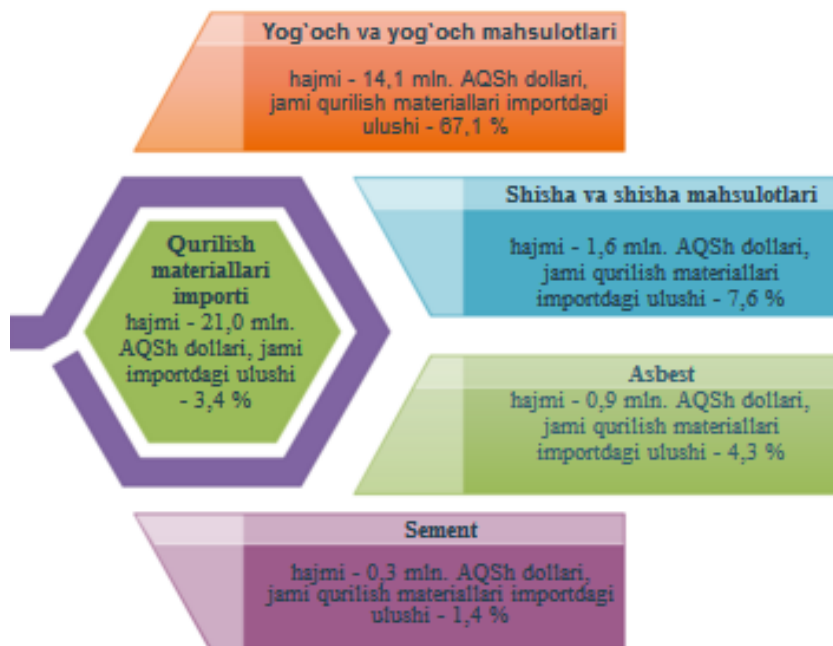 Yog`och va yog`och mahsulotlari
hajmi - 14,1 mln. AQSh dollari,
jami qurilish materiallari importdagi
ulushi - 67,1 %
Shisha va shisha mahsulotlari
hajmi - 1,6 mln. AQSh dollari,
jami qurilish materiallari
importdagi ulushi - 7,6 %
Qurilish
materiallari
importi
hajmi - 21,0 mln.
AQSh dollari, jami
importdagi ulushi
- 3,4 %
Asbest
hajmi - 0,9 mln. AQSh dollari,
jami qurilish materiallari
importdagi ulushi - 4,3 %
Sement
hajmi - 0,3 mln. AQSh dollari,
jami qurilish materiallari importdagi
ulushi - 1,4 %